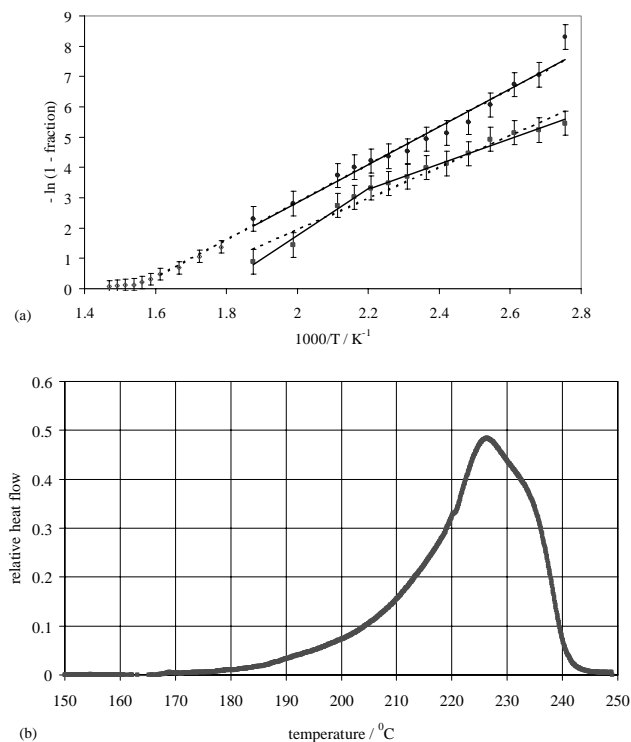 9
8
7
6
5
4
3
2
1
0
- ln (1 - fraction)
1.4 1.6 1.8 2 2.2 2.4 2.6 2.8
(a)
1000/T / K-1
0.6
0.5
0.4
0.3
0.2
0.1
0
relative heat flow
150 160 170 180 190 200 210 220 230 240 250
(b)
temperature / 0C